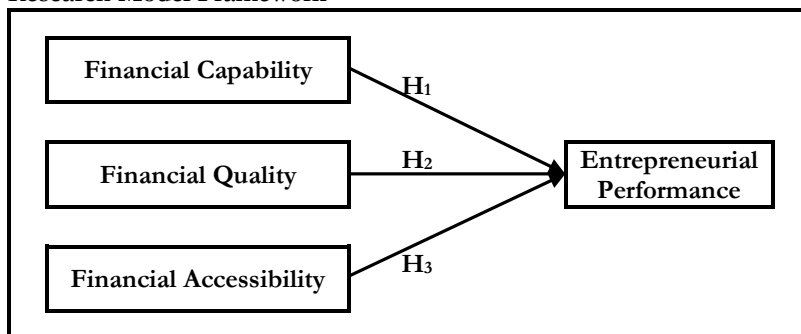 Financial Capability
H1
Financial Quality
H2
Entrepreneurial
Performance
Financial Accessibility
H3